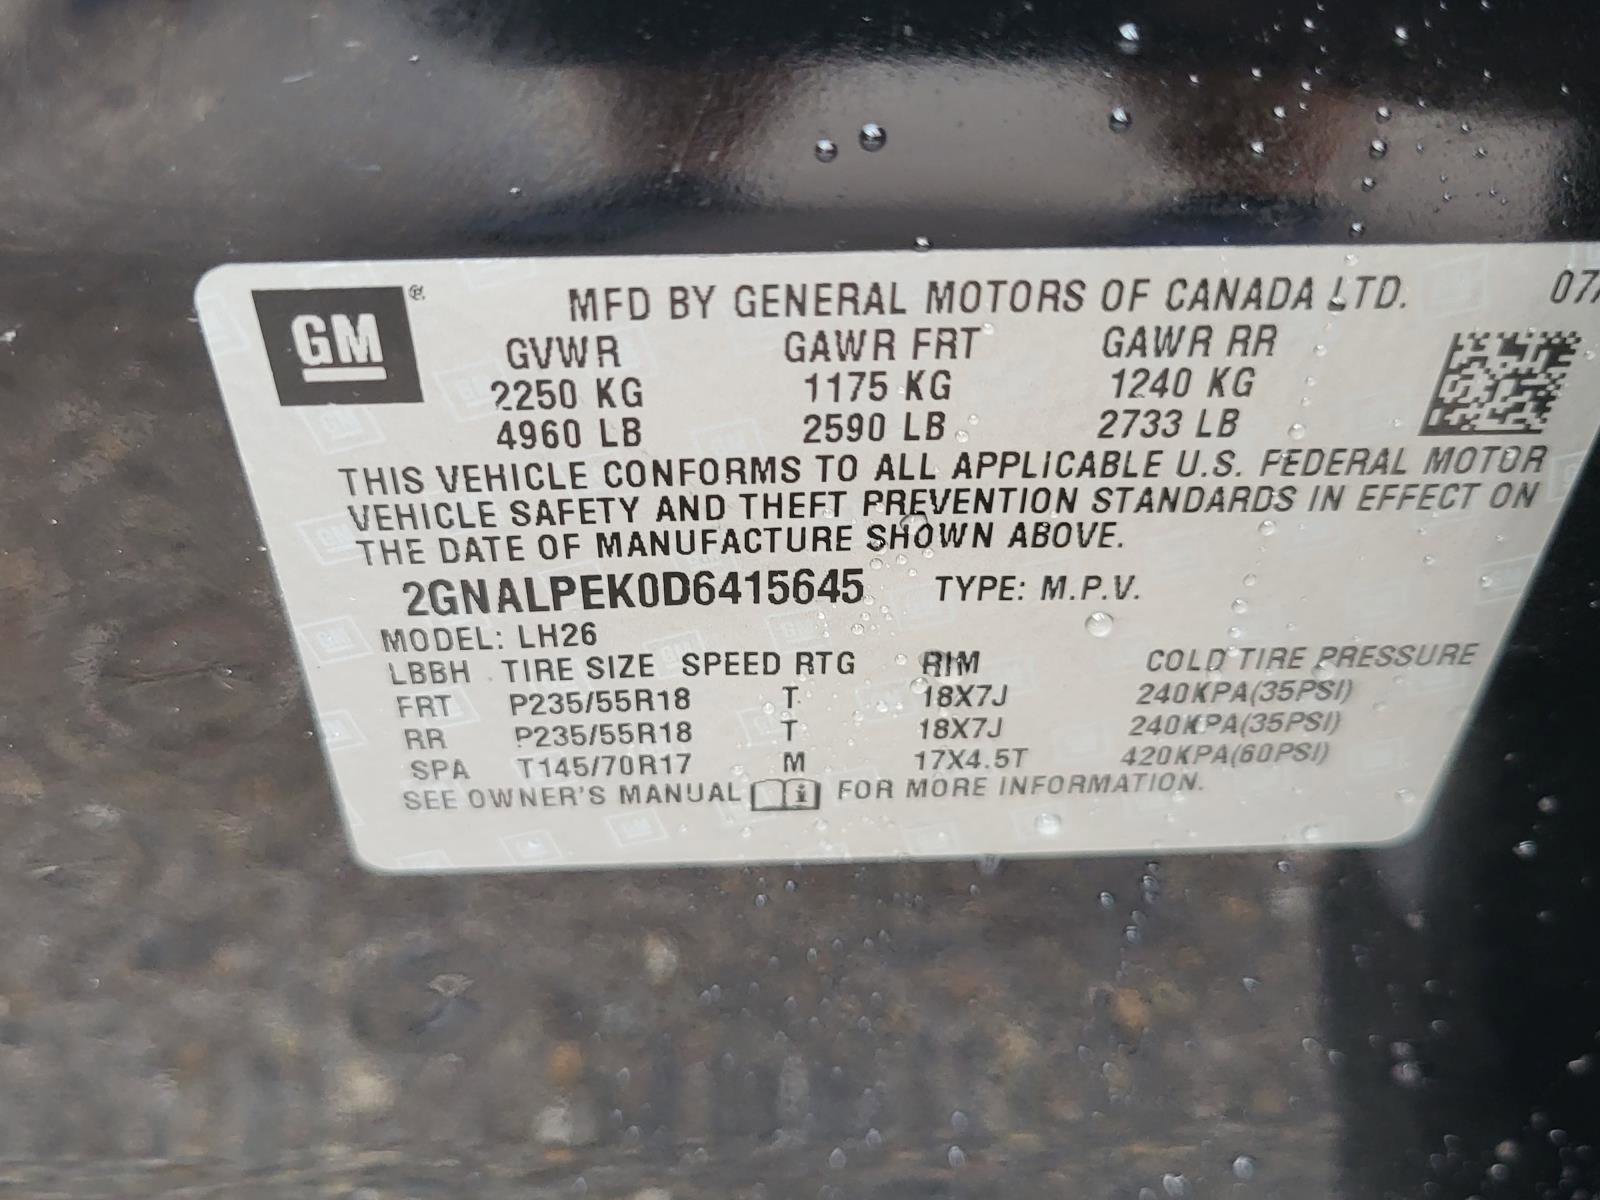 GM ®
MFD BY GENERAL MOTORS OF CANADA LTD. 07/
GVWR GAWR FRT GAWR RR
2250 KG 1175 KG 1240 KG
4960 LB 2590 LB 2733 LB
THIS VEHICLE CONFORMS TO ALL APPLICABLE U.S. FEDERAL MOTOR
VEHICLE SAFETY AND THEFT PREVENTION STANDARDS IN EFFECT ON
THE DATE OF MANUFACTURE SHOWN ABOVE.
2GNALPEK0D6415645 TYPE: M.P.V.
MODEL: LH26
LBBH TIRE SIZE SPEED RTG RIM COLD TIRE PRESSURE
FRT P235/55R18 T 18X7J 240KPA(35PSI)
RR P235/55R18 T 18X7J 240KPA(35PSI)
SPA T145/70R17 M 17X4.5T 420KPA(60PSI)
SEE OWNER'S MANUAL i FOR MORE INFORMATION.